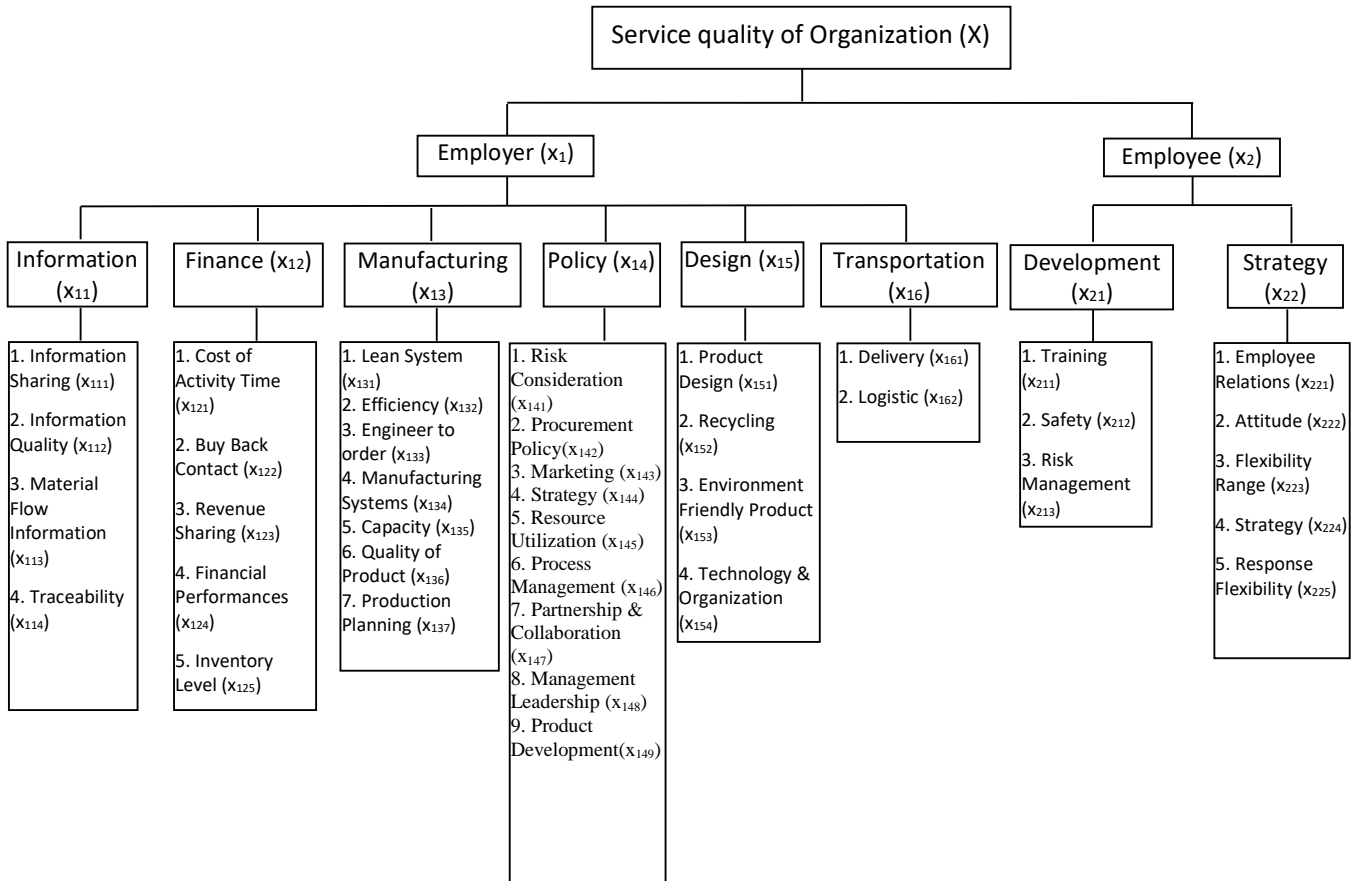 Service quality of Organization (X)
Employer (x₁)
Employee (x₂)
Information
(x₁₁)
Finance (x₁₂)
Manufacturing
(x₁₃)
Policy (x₁₄)
Design (x₁₅)
Transportation
(x₁₆)
Development
(x₂₁)
Strategy
(x₂₂)
1. Information
Sharing (x₁₁₁)
2. Information
Quality (x₁₁₂)
3. Material
Flow
Information
(x₁₁₃)
4. Traceability
(x₁₁₄)
1. Cost of
Activity Time
(x₁₂₁)
2. Buy Back
Contact (x₁₂₂)
3. Revenue
Sharing (x₁₂₃)
4. Financial
Performances
(x₁₂₄)
5. Inventory
Level (x₁₂₅)
1. Lean System
(x₁₃₁)
2. Efficiency (x₁₃₂)
3. Engineer to
order (x₁₃₃)
4. Manufacturing
Systems (x₁₃₄)
5. Capacity (x₁₃₅)
6. Quality of
Product (x₁₃₆)
7. Production
Planning (x₁₃₇)
1. Risk
Consideration
(x₁₄₁)
2. Procurement
Policy(x₁₄₂)
3. Marketing (x₁₄₃)
4. Strategy (x₁₄₄)
5. Resource
Utilization (x₁₄₅)
6. Process
Management (x₁₄₆)
7. Partnership &
Collaboration
(x₁₄₇)
8. Management
Leadership (x₁₄₈)
9. Product
Development(x₁₄₉)
1. Product
Design (x₁₅₁)
2. Recycling
(x₁₅₂)
3. Environment
Friendly Product
(x₁₅₃)
4. Technology &
Organization
(x₁₅₄)
1. Delivery (x₁₆₁)
2. Logistic (x₁₆₂)
1. Training
(x₂₁₁)
2. Safety (x₂₁₂)
3. Risk
Management
(x₂₁₃)
1. Employee
Relations (x₂₂₁)
2. Attitude (x₂₂₂)
3. Flexibility
Range (x₂₂₃)
4. Strategy (x₂₂₄)
5. Response
Flexibility (x₂₂₅)